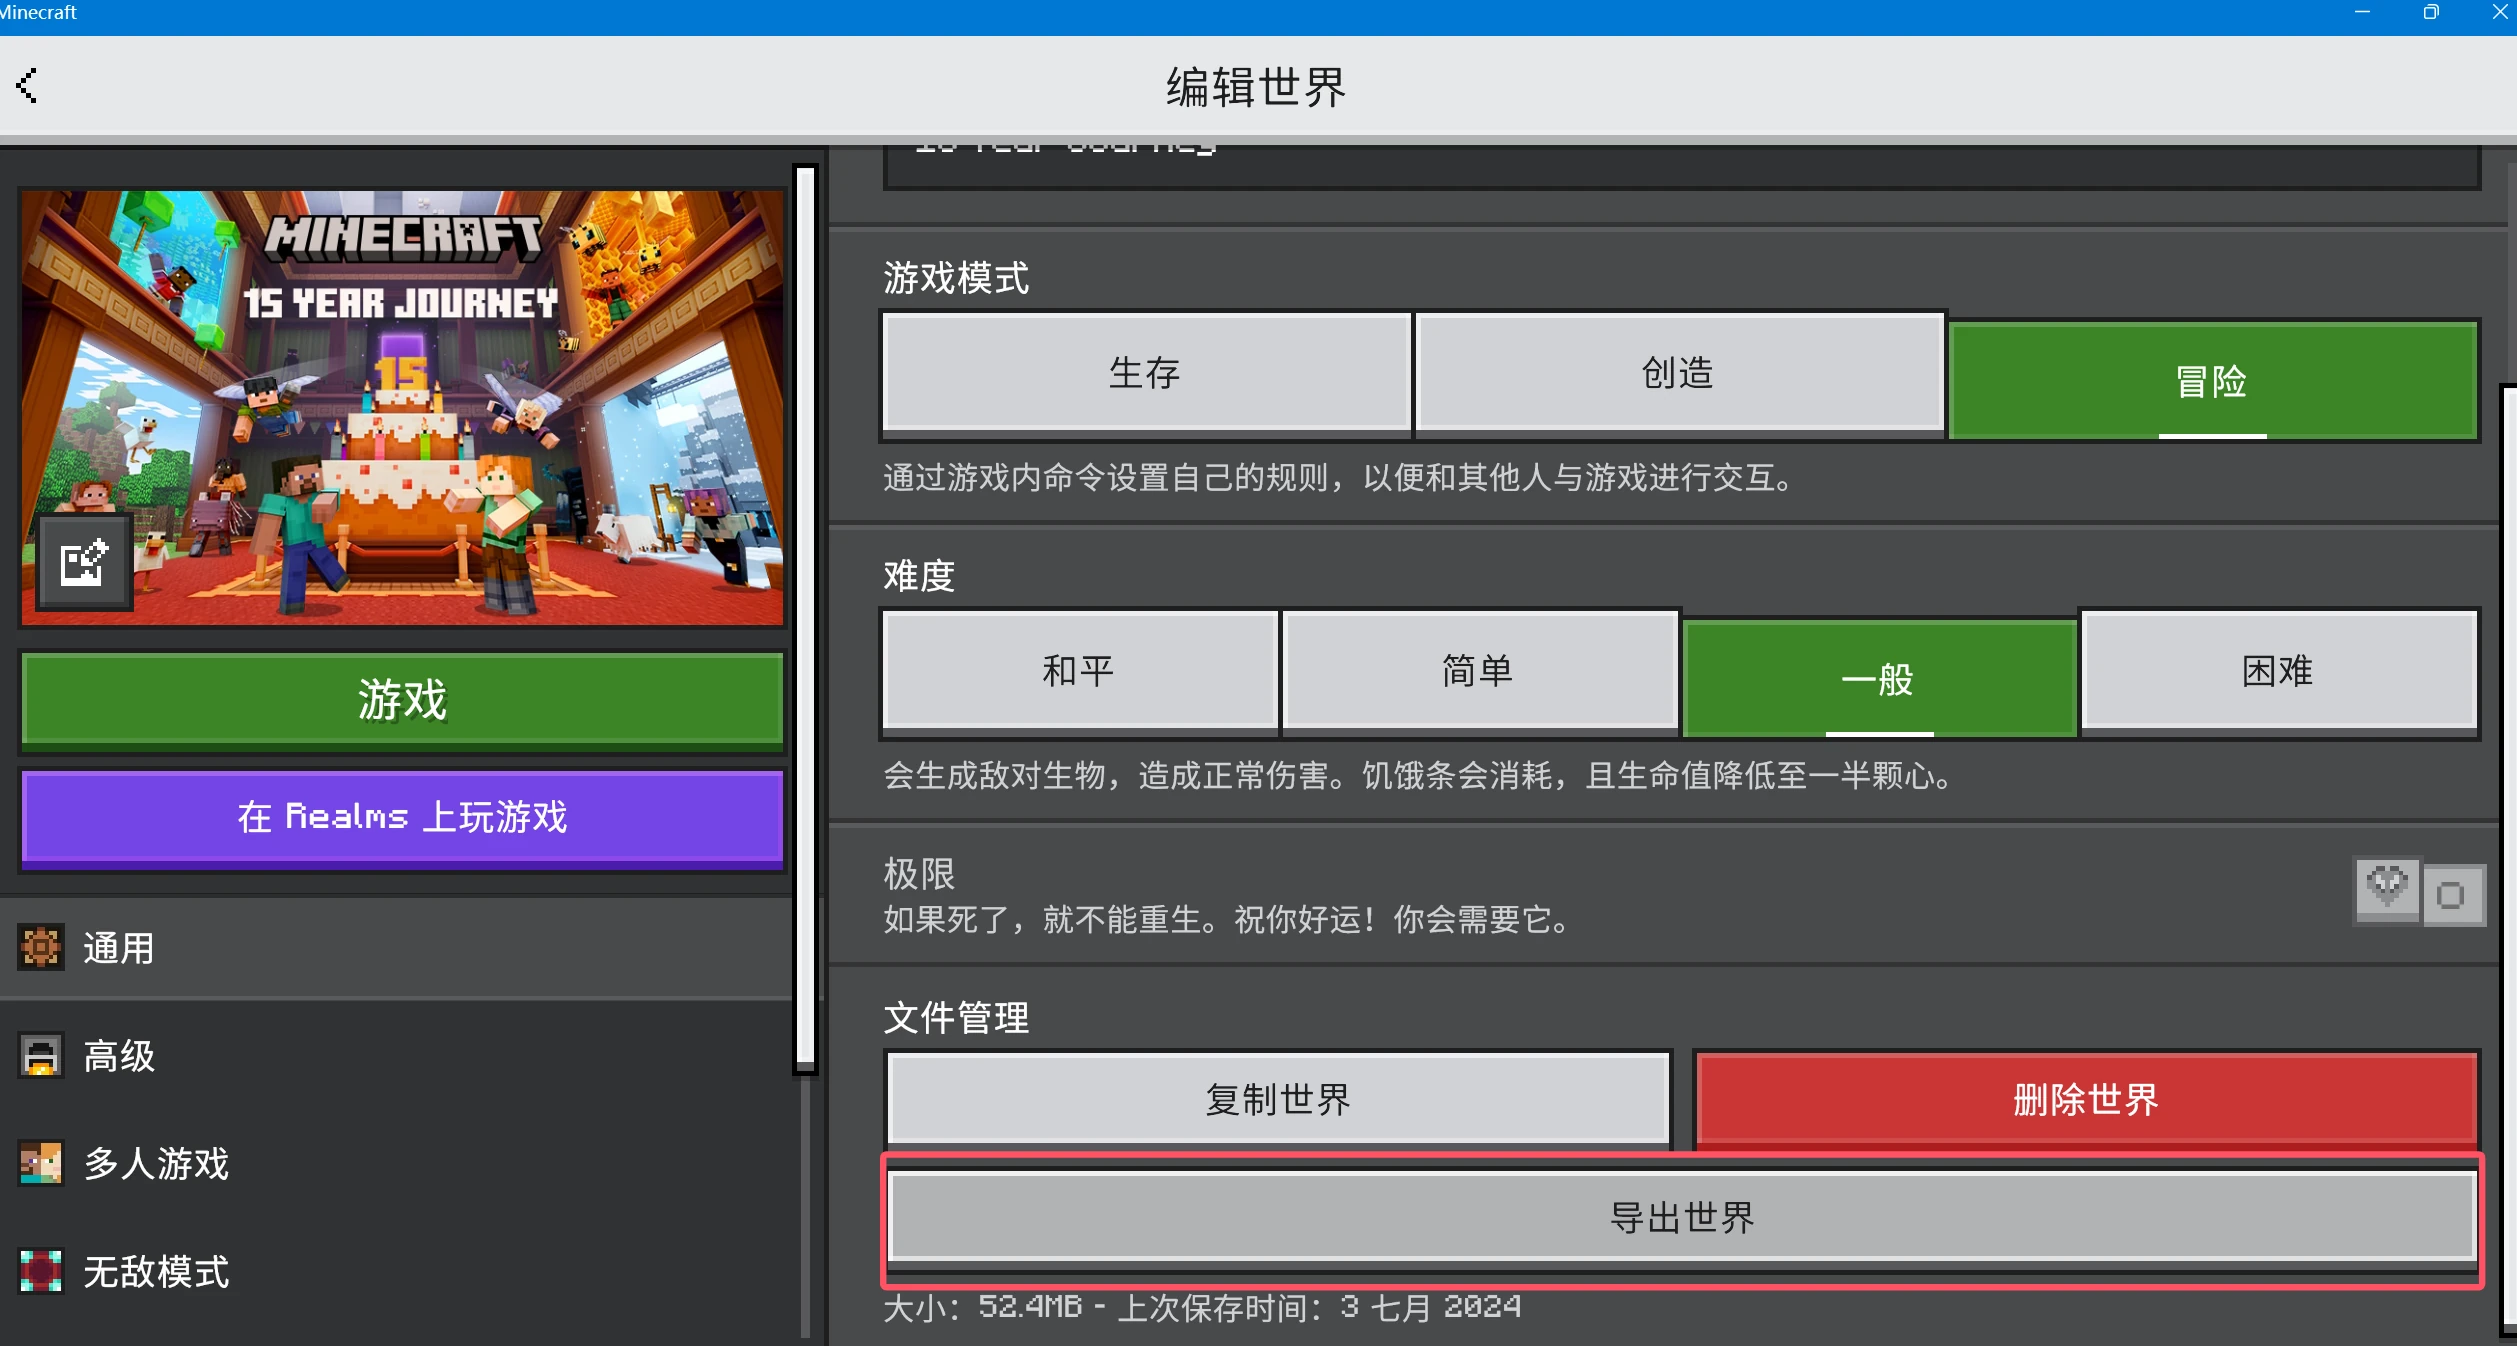 Minecraft
编辑世界
MINECRAFT
15 YEAR JOURNEY
15
游戏
在 Realms 上玩游戏
通用
高级
多人游戏
无敌模式
15 Year Journey
游戏模式
生存
创造
冒险
通过游戏内命令设置自己的规则，以便和其他人与游戏进行交互。
难度
和平
简单
一般
困难
会生成敌对生物，造成正常伤害。饥饿条会消耗，且生命值降低至一半颗心。
极限
如果死了，就不能重生。祝你好运！你会需要它。
文件管理
复制世界
删除世界
导出世界
大小：52.4MB - 上次保存时间：3 七月 2024